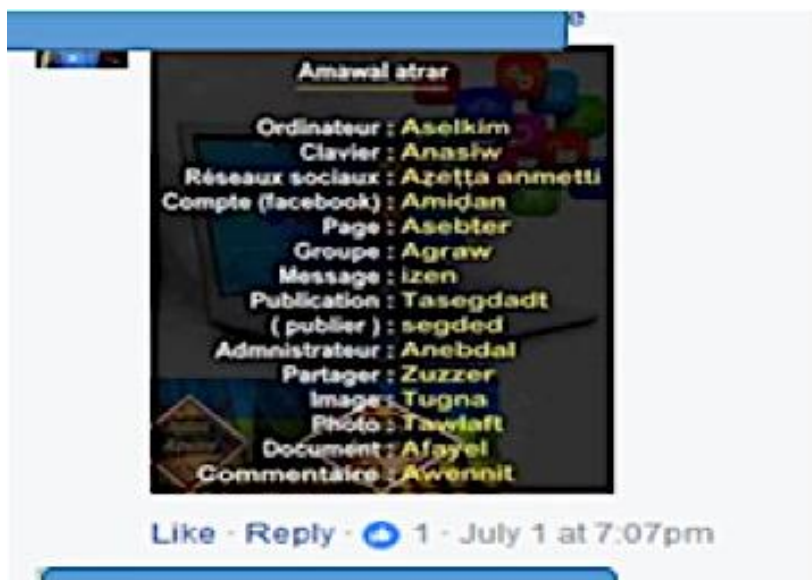 Amawal atrar
Ordinateur : Aselkim
Clavier : Anasiw
Réseaux sociaux : Azeṭṭa anmetti
Compte (facebook) : Amiḍan
Page : Asebter
Groupe : Agraw
Message : izen
Publication : Tasegdadt
( publier ) : segded
Admnistrateur : Anebdal
Partager : Zuzzer
Image : Tugna
Photo : Tawlaft
Document : Afayel
Commentaire : Awennit
Like · Reply · 1 · July 1 at 7:07pm